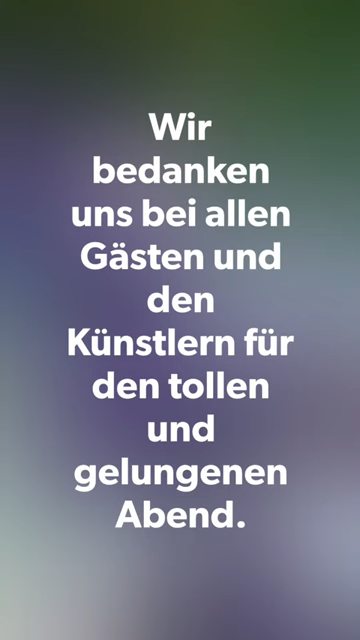 Wir
bedanken
uns bei allen
Gästen und
den
Künstlern für
den tollen
und
gelungenen
Abend.